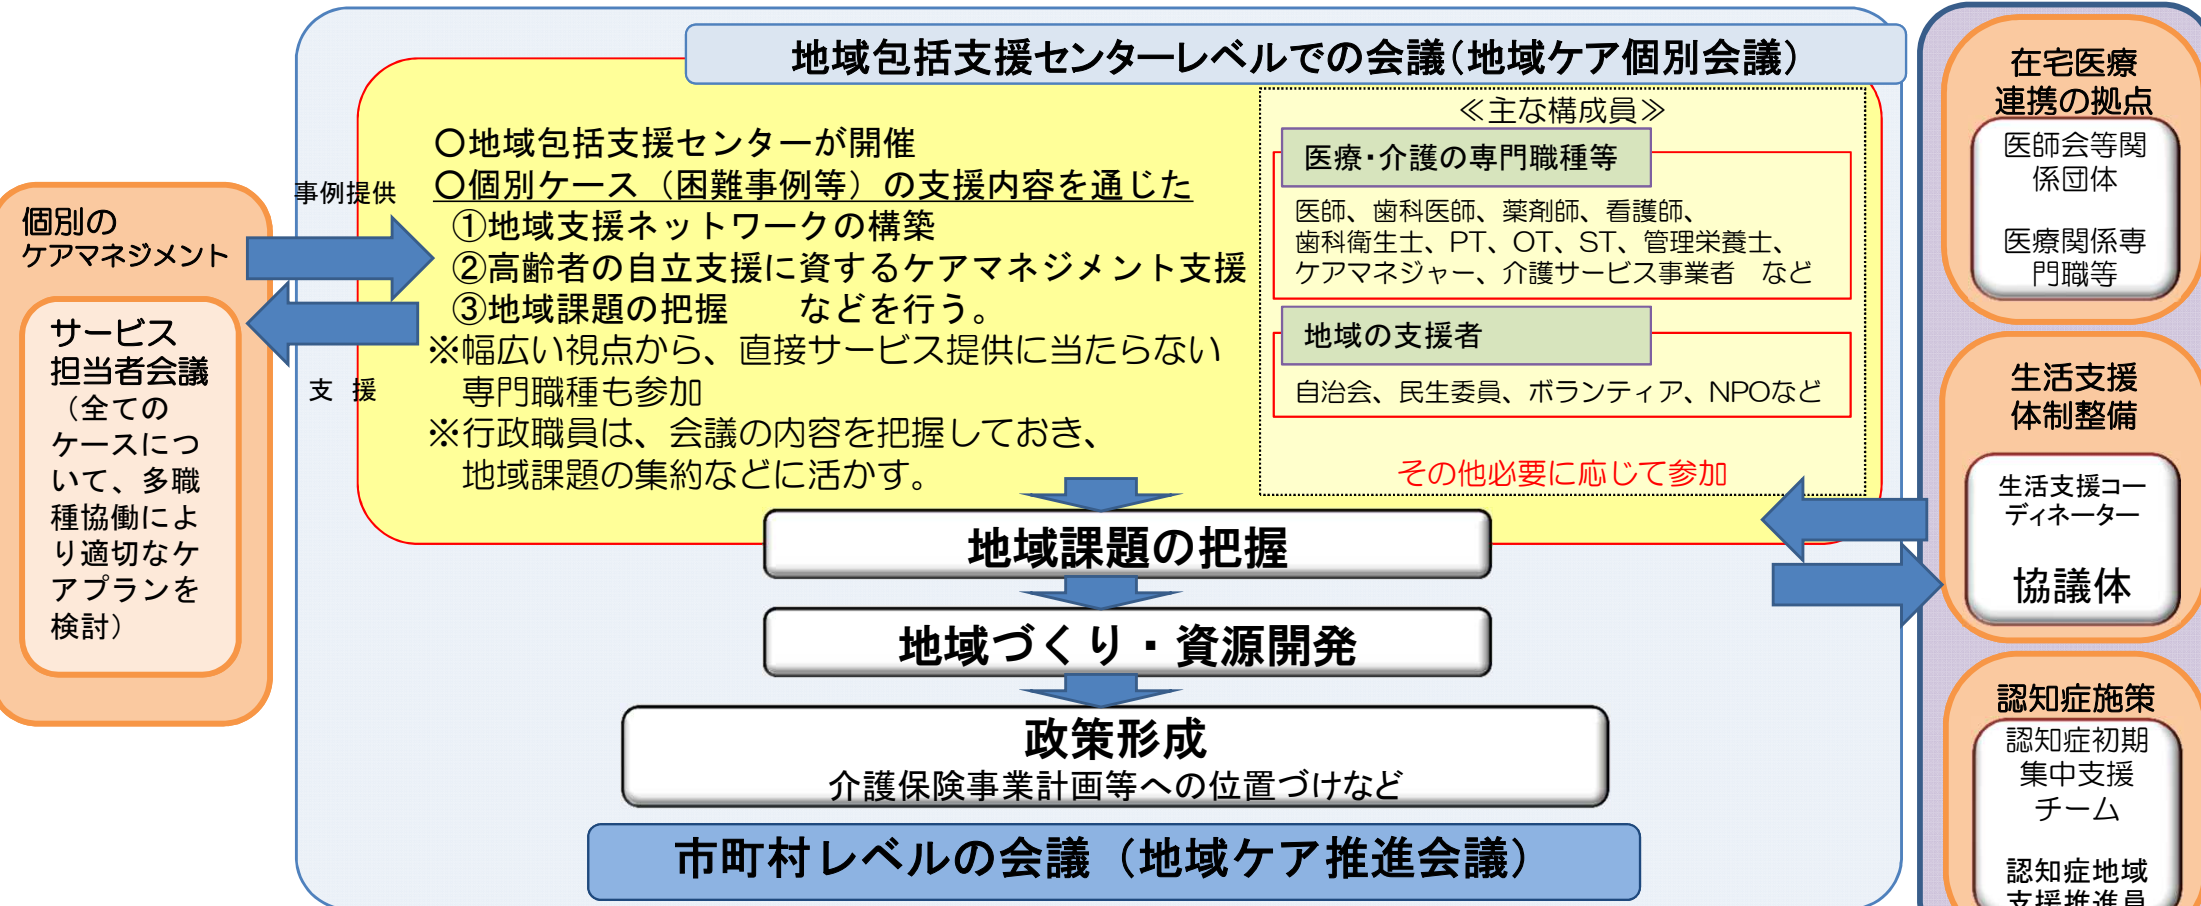 地域包括支援センターレベルでの会議(地域ケア個別会議)
個別の
ケアマネジメント
サービス
担当者会議
(全ての
ケースにつ
いて、多職
種協働によ
り適切なケ
アプランを
検討)
事例提供
支 援
〇地域包括支援センターが開催
〇個別ケース(困難事例等)の支援内容を通じた
①地域支援ネットワークの構築
②高齢者の自立支援に資するケアマネジメント支援
③地域課題の把握 などを行う。
※幅広い視点から、直接サービス提供に当たらない
専門職種も参加
※行政職員は、会議の内容を把握しておき、
地域課題の集約などに活かす。
≪主な構成員≫
医療・介護の専門職種等
医師、歯科医師、薬剤師、看護師、
歯科衛生士、PT、OT、ST、管理栄養士、
ケアマネジャー、介護サービス事業者 など
地域の支援者
自治会、民生委員、ボランティア、NPOなど
その他必要に応じて参加
地域課題の把握
地域づくり・資源開発
政策形成
介護保険事業計画等への位置づけなど
市町村レベルの会議(地域ケア推進会議)
在宅医療
連携の拠点
医師会等関
係団体
医療関係専
門職等
生活支援
体制整備
生活支援コー
ディネーター
協議体
認知症施策
認知症初期
集中支援
チーム
認知症地域
支援推進員